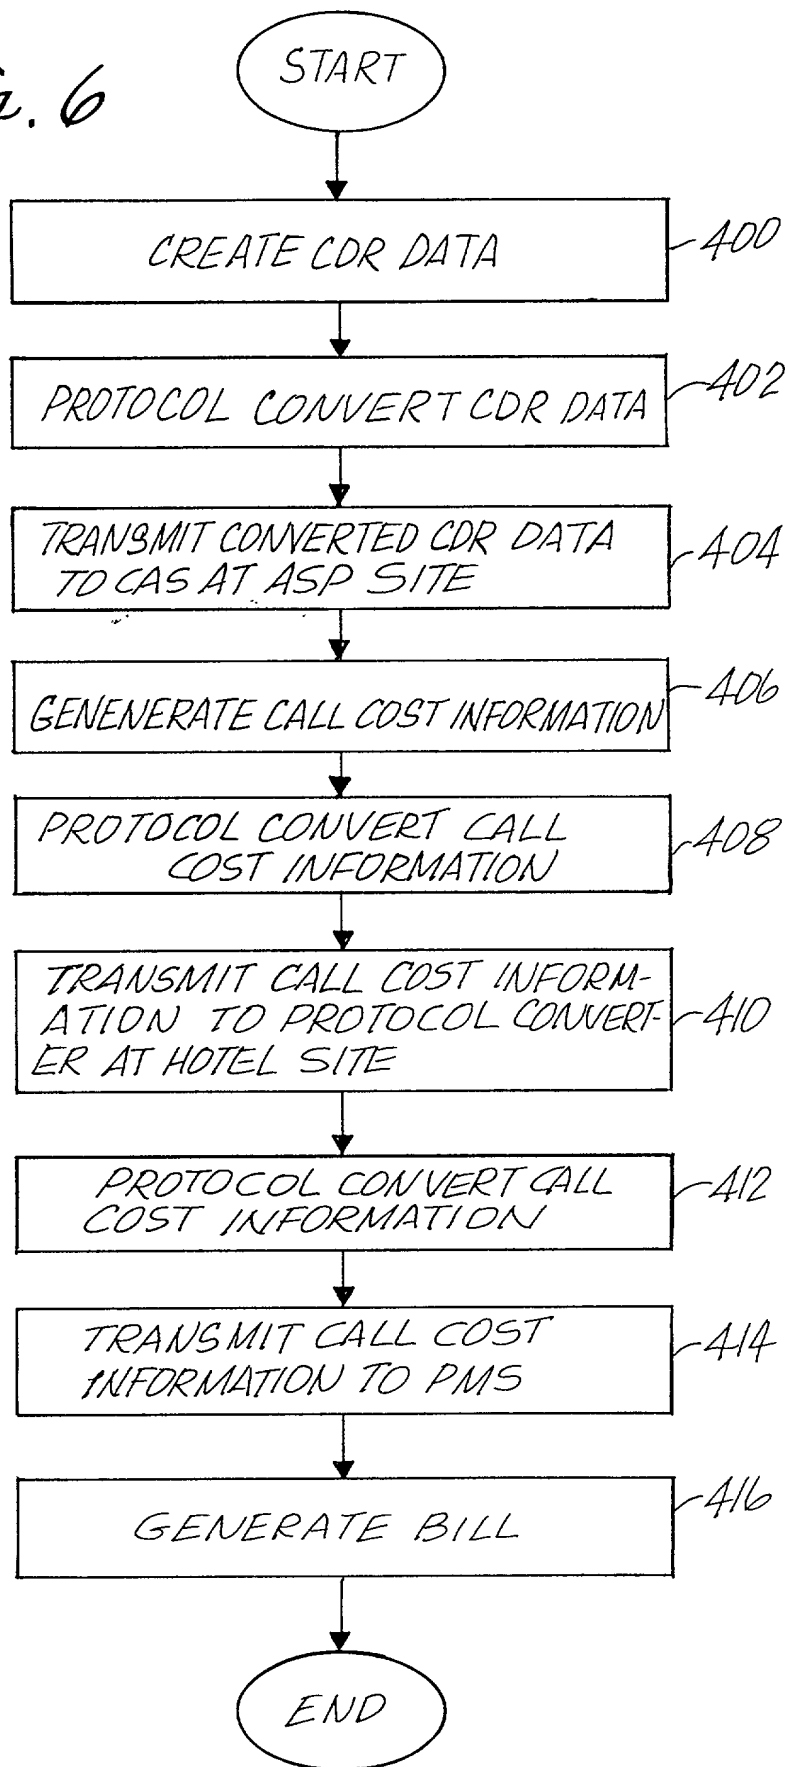 . 6
START
CREATE CDR DATA
400
PROTOCOL CONVERT CDR DATA
402
TRANSMIT CONVERTED CDR DATA
TO CAS AT ASP SITE
404
GENENERATE CALL COST INFORMATION
406
PROTOCOL CONVERT CALL
COST INFORMATION
408
TRANSMIT CALL COST INFORM-
ATION TO PROTOCOL CONVERT-
ER AT HOTEL SITE
410
PROTOCOL CONVERT CALL
COST INFORMATION
412
TRANSMIT CALL COST
INFORMATION TO PMS
414
GENERATE BILL
416
END